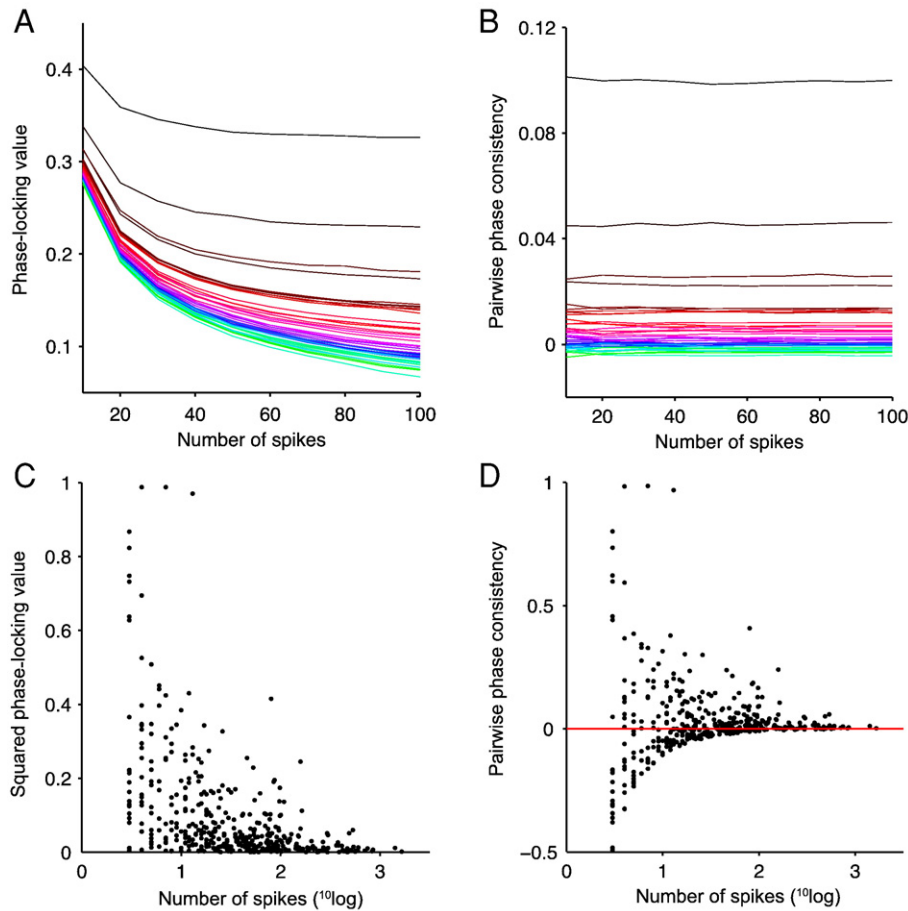 A
Phase-locking value
0.4
0.3
0.2
0.1
20 40 60 80 100
Number of spikes
B
Pairwise phase consistency
0.12
0.08
0.04
0
20 40 60 80 100
Number of spikes
C
Squared phase-locking value
1
0.8
0.6
0.4
0.2
0
0 1 2 3
Number of spikes (¹⁰log)
D
Pairwise phase consistency
1
0.5
0
−0.5
0 1 2 3
Number of spikes (¹⁰log)